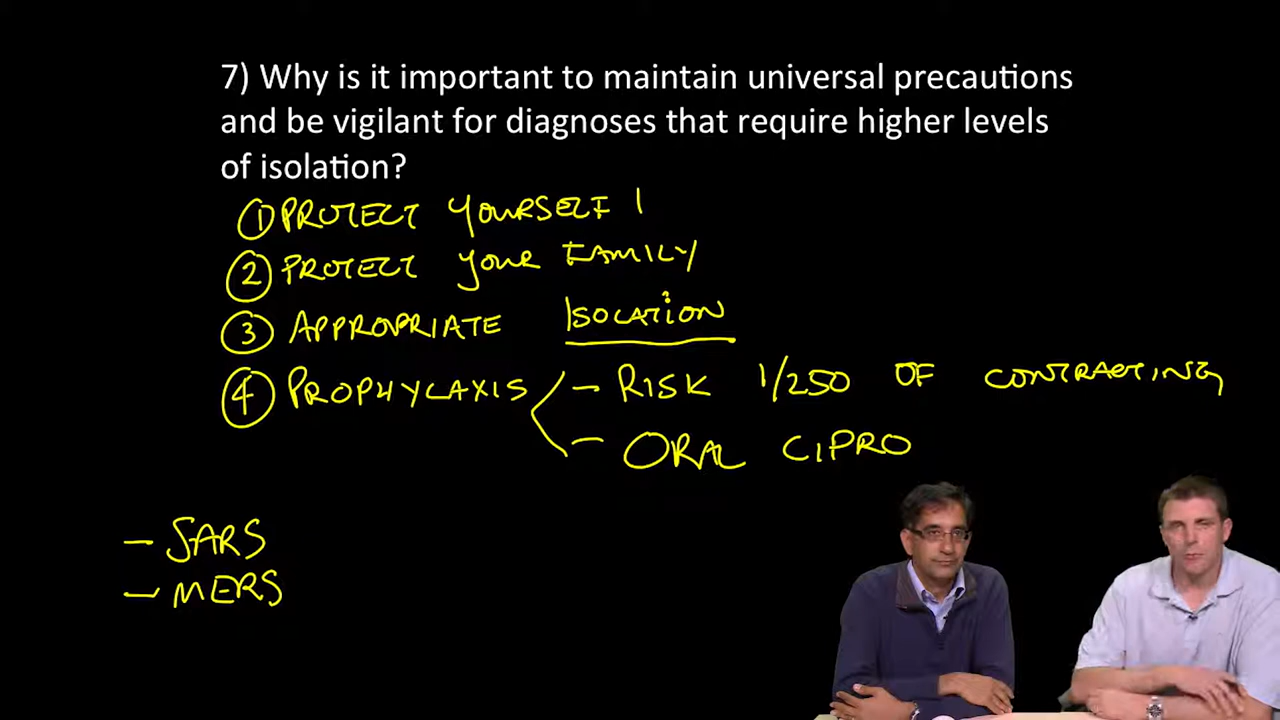 7) Why is it important to maintain universal precautions
and be vigilant for diagnoses that require higher levels
of isolation?
① PROTECT YOURSELF !
② PROTECT YOUR FAMILY
③ APPROPRIATE ISOLATION
④ PROPHYLAXIS - RISK 1/250 OF CONTRACTING
- ORAL CIPRO
- SARS
- MERS